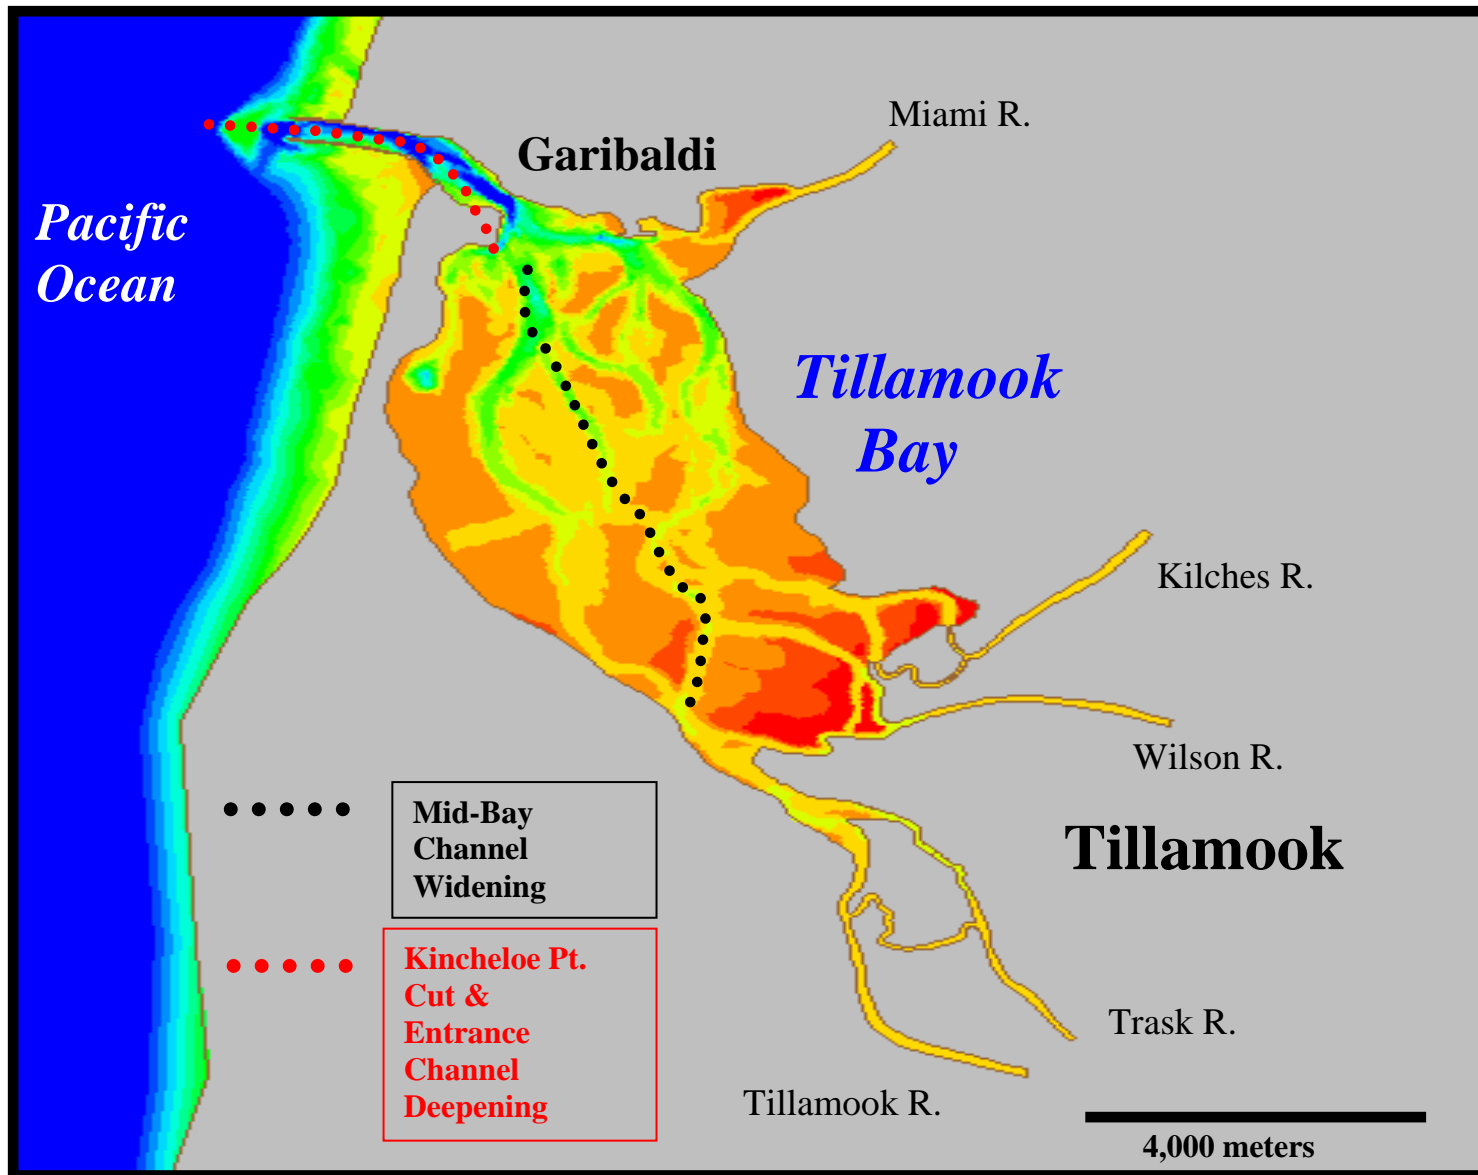 Miami R.
Garibaldi
Pacific
Ocean
Tillamook
Bay
Kilches R.
Wilson R.
Tillamook
Mid-Bay
Channel
Widening
Kincheloe Pt.
Cut &
Entrance
Channel
Deepening
Trask R.
Tillamook R.
4,000 meters